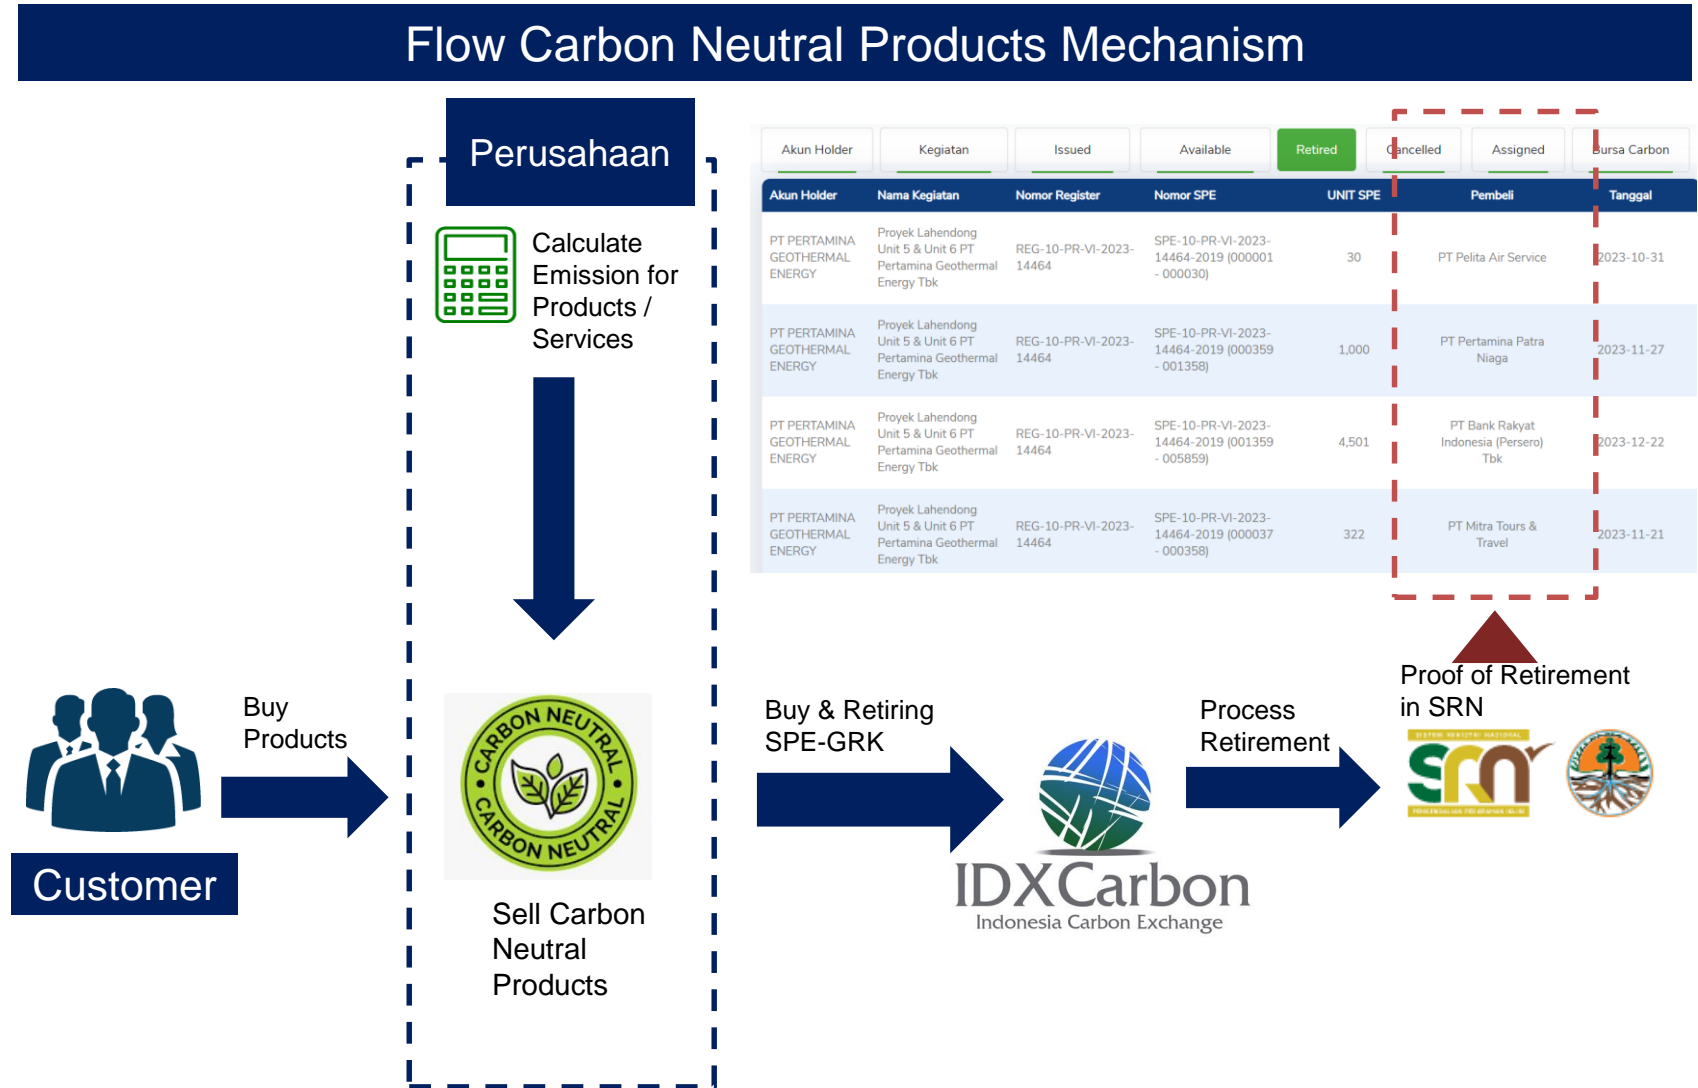 Flow Carbon Neutral Products Mechanism
Perusahaan
Calculate
Emission for
Products /
Services
Akun Holder Kegiatan Issued Available Retired Cancelled Assigned Bursa Carbon
Akun Holder Nama Kegiatan Nomor Register Nomor SPE UNIT SPE Pembeli Tanggal
PT PERTAMINA
GEOTHERMAL
ENERGY
Proyek Lahendong
Unit 5 & Unit 6 PT
Pertamina Geothermal
Energy Tbk
REG-10-PR-VI-2023-
14464
SPE-10-PR-VI-2023-
14464-2019 (000001
- 000030)
30
PT Pelita Air Service
2023-10-31
PT PERTAMINA
GEOTHERMAL
ENERGY
Proyek Lahendong
Unit 5 & Unit 6 PT
Pertamina Geothermal
Energy Tbk
REG-10-PR-VI-2023-
14464
SPE-10-PR-VI-2023-
14464-2019 (000359
- 001358)
1,000
PT Pertamina Patra
Niaga
2023-11-27
PT PERTAMINA
GEOTHERMAL
ENERGY
Proyek Lahendong
Unit 5 & Unit 6 PT
Pertamina Geothermal
Energy Tbk
REG-10-PR-VI-2023-
14464
SPE-10-PR-VI-2023-
14464-2019 (001359
- 005859)
4,501
PT Bank Rakyat
Indonesia (Persero)
Tbk
2023-12-22
PT PERTAMINA
GEOTHERMAL
ENERGY
Proyek Lahendong
Unit 5 & Unit 6 PT
Pertamina Geothermal
Energy Tbk
REG-10-PR-VI-2023-
14464
SPE-10-PR-VI-2023-
14464-2019 (000037
- 000358)
322
PT Mitra Tours &
Travel
2023-11-21
Buy
Products
Customer
CARBON NEUTRAL
CARBON NEUTRAL
Sell Carbon
Neutral
Products
Buy & Retiring
SPE-GRK
IDXCarbon
Indonesia Carbon Exchange
Process
Retirement
Proof of Retirement
in SRN
SISTEM REGISTRI NASIONAL
srn
PENGENDALIAN PERUBAHAN IKLIM